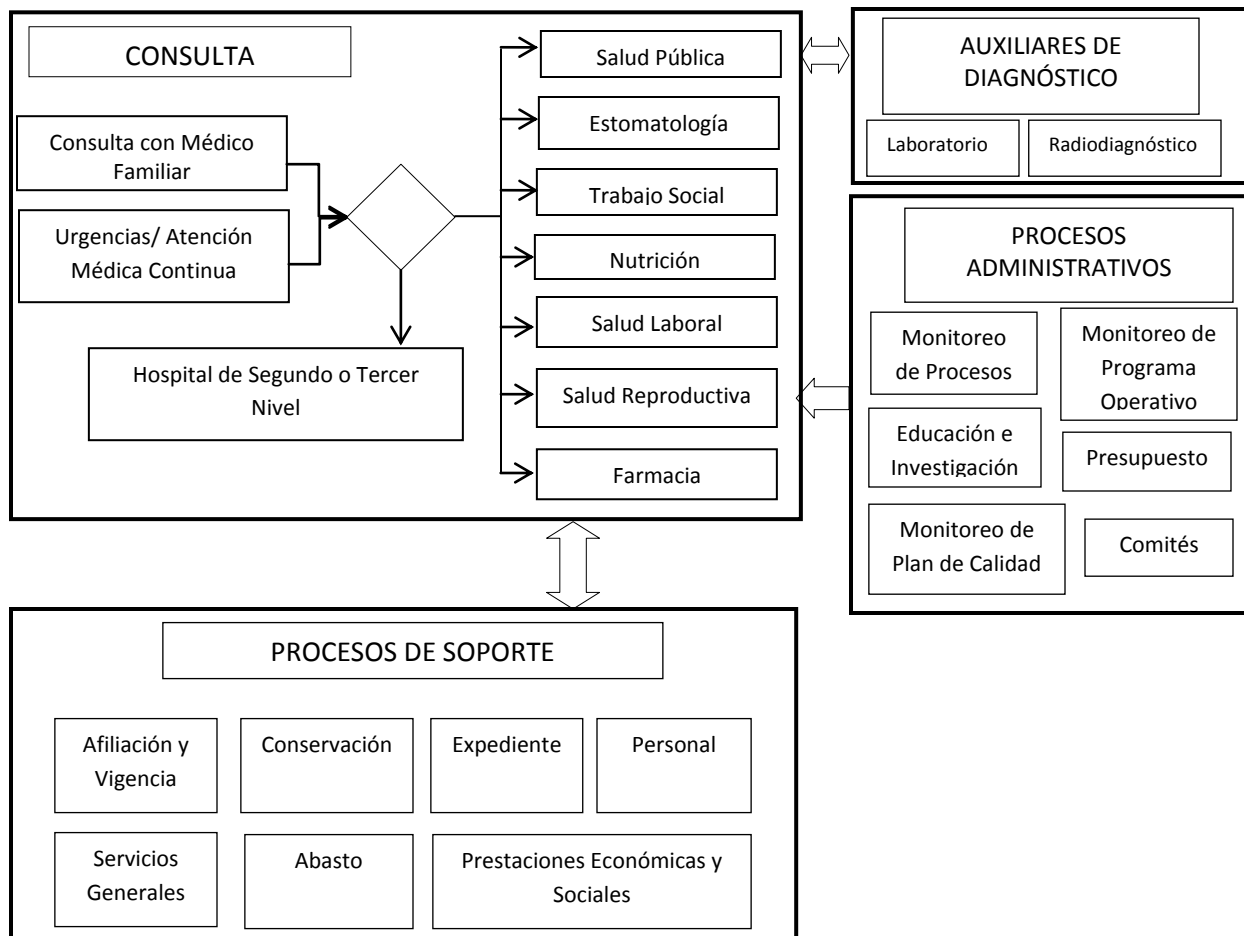 CONSULTA
Consulta con Médico
Familiar
Urgencias/ Atención
Médica Continua
Hospital de Segundo o Tercer
Nivel
Salud Pública
Estomatología
Trabajo Social
Nutrición
Salud Laboral
Salud Reproductiva
Farmacia
AUXILIARES DE
DIAGNÓSTICO
Laboratorio
Radiodiagnóstico
PROCESOS
ADMINISTRATIVOS
Monitoreo
de Procesos
Monitoreo de
Programa
Operativo
Educación e
Investigación
Presupuesto
Monitoreo de
Plan de Calidad
Comités
PROCESOS DE SOPORTE
Afiliación y
Vigencia
Conservación
Expediente
Personal
Servicios
Generales
Abasto
Prestaciones Económicas y
Sociales